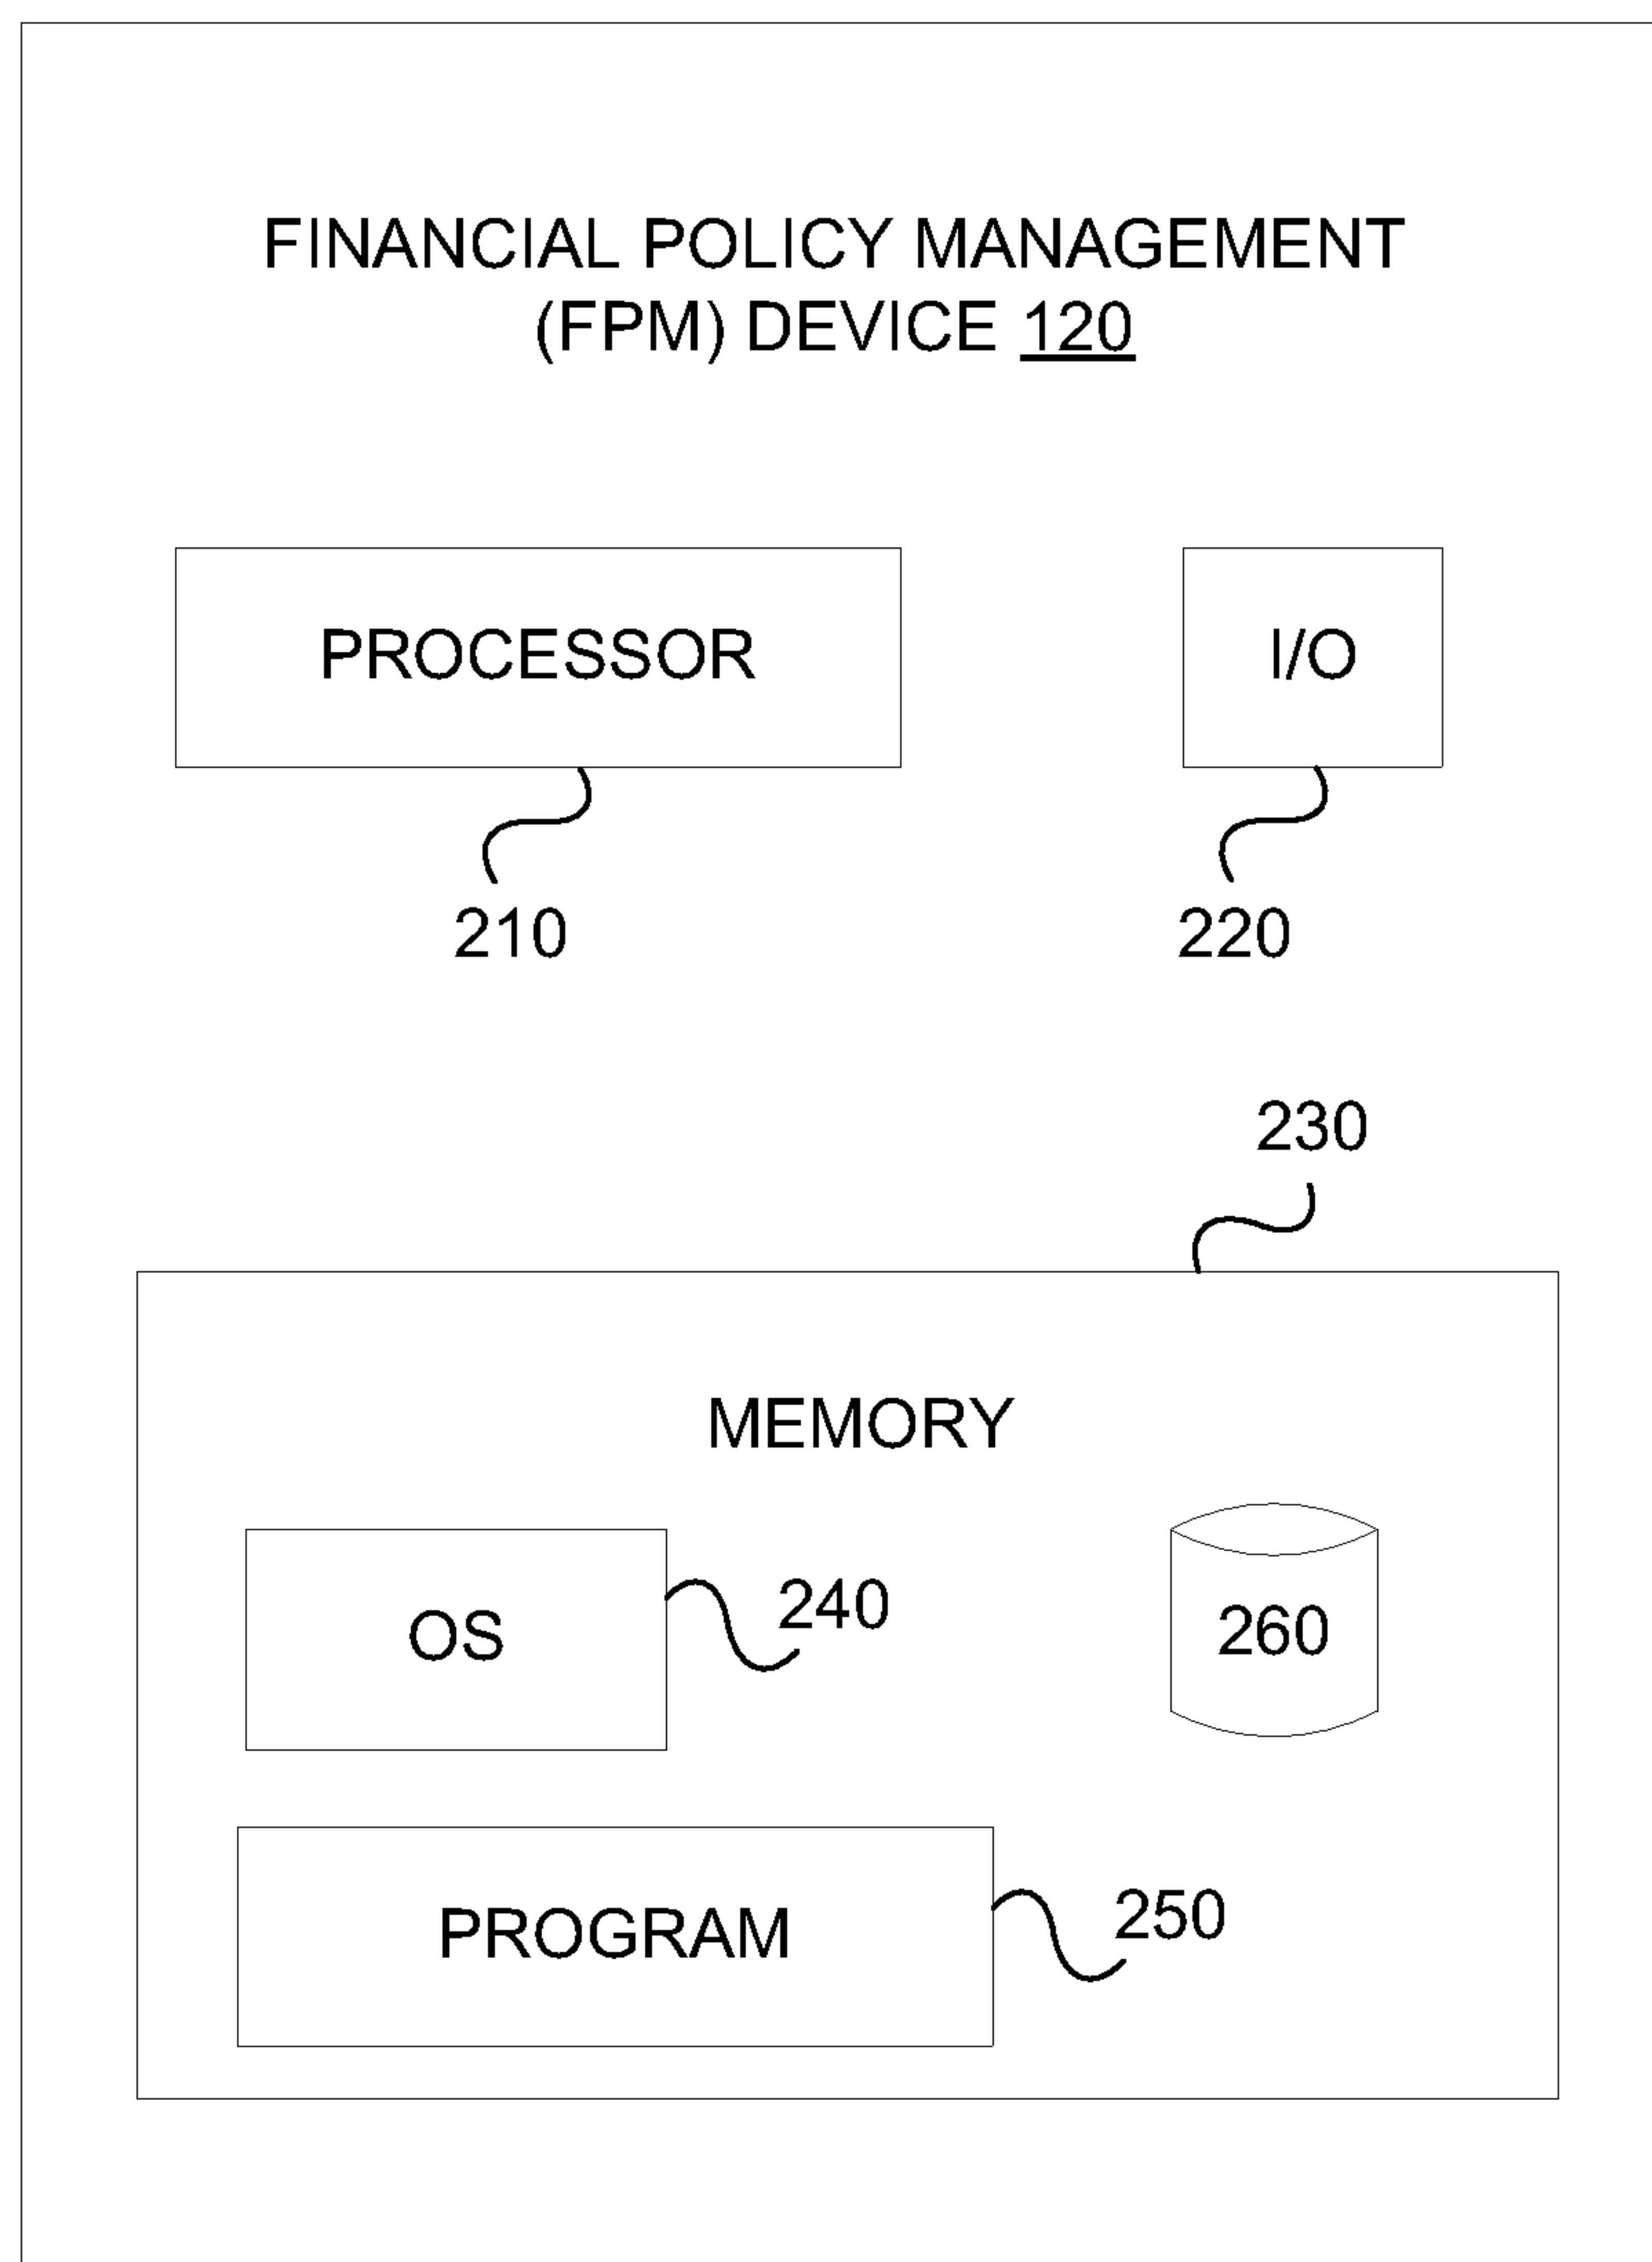 FINANCIAL POLICY MANAGEMENT
(FPM) DEVICE 120
PROCESSOR
I/O
210
220
230
MEMORY
OS
240
260
PROGRAM
250